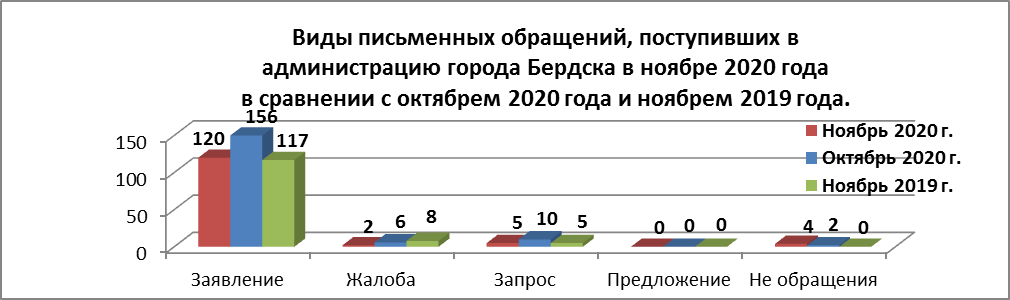 Виды письменных обращений, поступивших в
администрацию города Бердска в ноябре 2020 года
в сравнении с октябрем 2020 года и ноябрем 2019 года.
150
100
50
0
120
156
117
2
6
8
5
10
5
0
0
0
4
2
0
Ноябрь 2020 г.
Октябрь 2020 г.
Ноябрь 2019 г.
Заявление
Жалоба
Запрос
Предложение
Не обращения